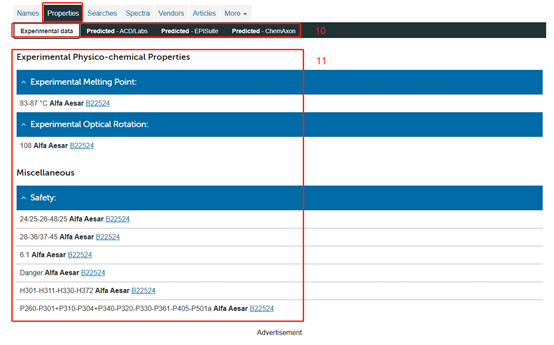 Names Properties Searches Spectra Vendors Articles More
Experimental data Predicted - ACD/Labs Predicted - EPISuite Predicted - ChemAxon 10
Experimental Physico-chemical Properties 11
Experimental Melting Point:
83-87 °C Alfa Aesar B22524
Experimental Optical Rotation:
108 Alfa Aesar B22524
Miscellaneous
Safety:
24/25-26-48/25 Alfa Aesar B22524
28-36/37-45 Alfa Aesar B22524
6.1 Alfa Aesar B22524
Danger Alfa Aesar B22524
H301-H311-H330-H372 Alfa Aesar B22524
P260-P301+P310-P304+P340-P320-P330-P361-P405-P501a Alfa Aesar B22524
Advertisement